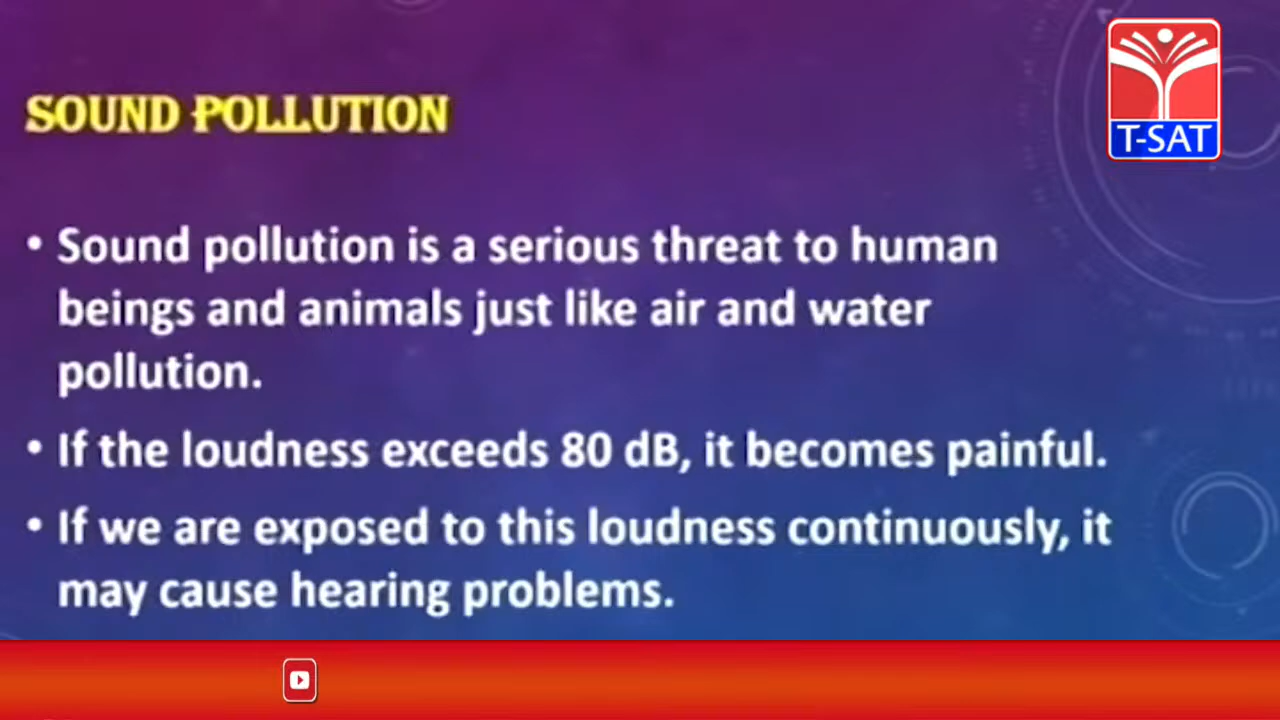 T-SAT
SOUND POLLUTION
• Sound pollution is a serious threat to human
beings and animals just like air and water
pollution.
• If the loudness exceeds 80 dB, it becomes painful.
• If we are exposed to this loudness continuously, it
may cause hearing problems.